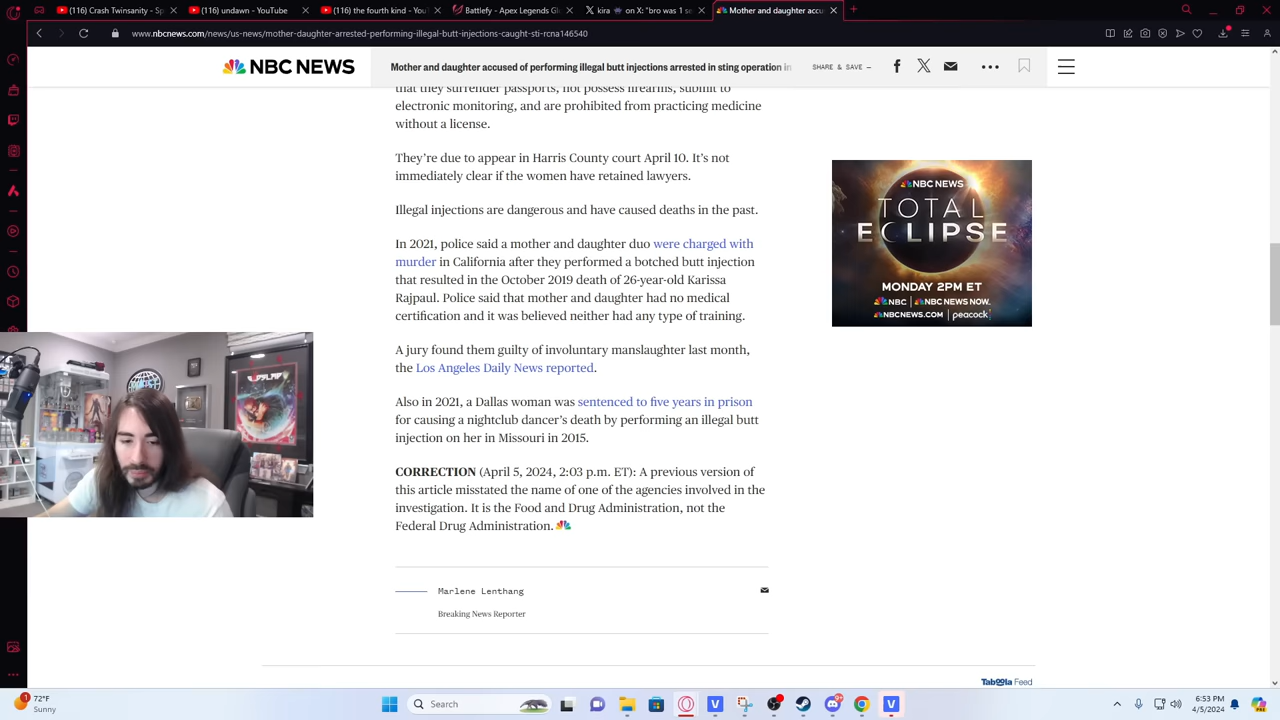 (116) Crash Twinsanity - Sp
(116) undawn - YouTube
(116) the fourth kind - You
Battlefy - Apex Legends Gl
kira on X: "bro was 1 se
Mother and daughter accu
www.nbcnews.com/news/us-news/mother-daughter-arrested-performing-illegal-butt-injections-arrested-sti-rcna146540
NBC NEWS
Mother and daughter accused of performing illegal butt injections arrested in sting operation in
SHARE & SAVE —
that they surrender passports, not possess firearms, submit to
electronic monitoring, and are prohibited from practicing medicine
without a license.
They're due to appear in Harris County court April 10. It's not
immediately clear if the women have retained lawyers.
Illegal injections are dangerous and have caused deaths in the past.
In 2021, police said a mother and daughter duo were charged with
murder in California after they performed a botched butt injection
that resulted in the October 2019 death of 26-year-old Karissa
Rajpaul. Police said that mother and daughter had no medical
certification and it was believed neither had any type of training.
A jury found them guilty of involuntary manslaughter last month,
the Los Angeles Daily News reported.
Also in 2021, a Dallas woman was sentenced to five years in prison
for causing a nightclub dancer's death by performing an illegal butt
injection on her in Missouri in 2015.
CORRECTION (April 5, 2024, 2:03 p.m. ET): A previous version of
this article misstated the name of one of the agencies involved in the
investigation. It is the Food and Drug Administration, not the
Federal Drug Administration.
Marlene Lenthang
Breaking News Reporter
NBC NEWS
TOTAL
ECLIPSE
MONDAY 2PM ET
NBC | NBC NEWS NOW.
NBCNEWS.COM | peacock
Taboola Feed
72°F
Sunny
Search
6:53 PM
4/5/2024